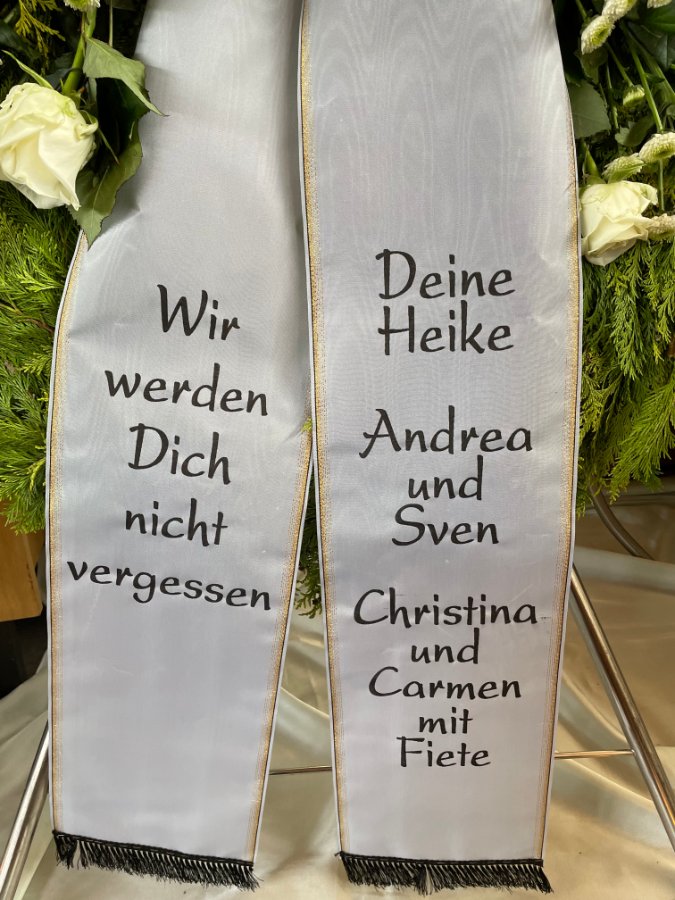 Wir
werden
Dich
nicht
vergessen
Deine
Heike
Andrea
und
Sven
Christina
und
Carmen
mit
Fiete